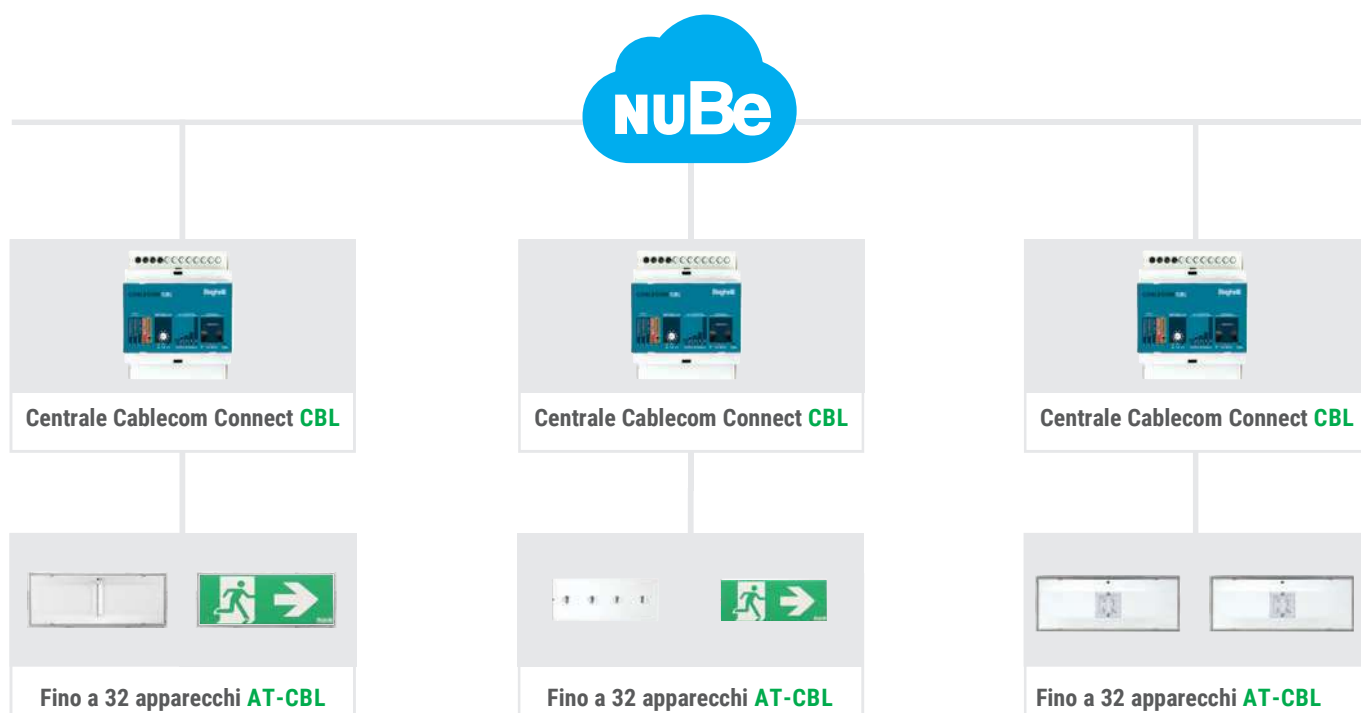 NUBe
Centrale Cablecom Connect CBL
Centrale Cablecom Connect CBL
Centrale Cablecom Connect CBL
Fino a 32 apparecchi AT-CBL
Fino a 32 apparecchi AT-CBL
Fino a 32 apparecchi AT-CBL